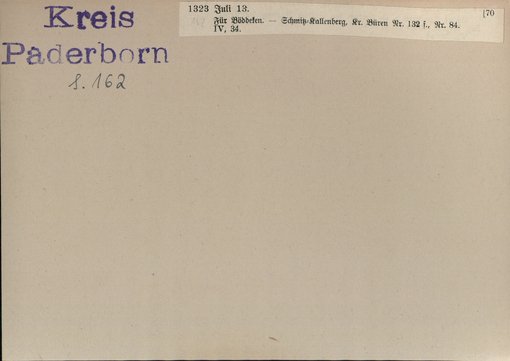 Kreis
Paderborn
S. 162
1323 Juli 13.
Für Böddeken. — Schmitz-Kallenberg, Kr. Büren Nr. 132 f., Nr. 84.
IV, 34.
[70